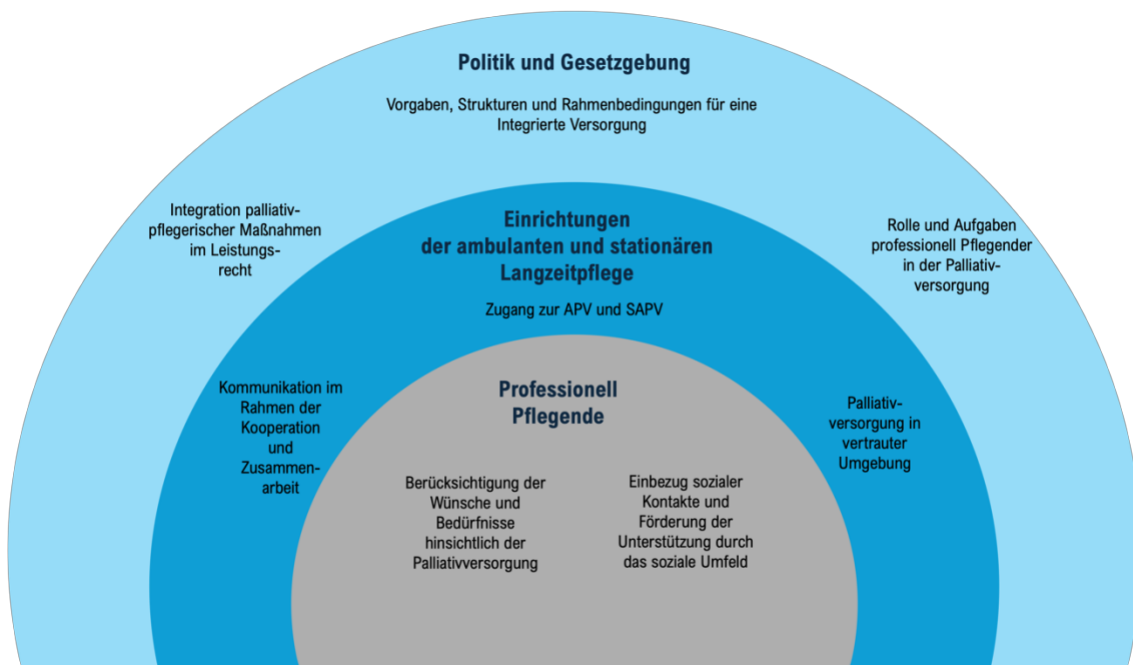 Politik und Gesetzgebung
Vorgaben, Strukturen und Rahmenbedingungen für eine
Integrierte Versorgung
Integration palliativ-
pflegerischer Maßnahmen
im Leistungs-
recht
Rolle und Aufgaben
professionell Pflegender
in der Palliativ-
versorgung
Einrichtungen
der ambulanten und stationären
Langzeitpflege
Zugang zur APV und SAPV
Kommunikation im
Rahmen der
Kooperation
und
Zusammen-
arbeit
Palliativ-
versorgung in
vertrauter
Umgebung
Professionell
Pflegende
Berücksichtigung der
Wünsche und
Bedürfnisse
hinsichtlich der
Palliativversorgung
Einbezug sozialer
Kontakte und
Förderung der
Unterstützung durch
das soziale Umfeld